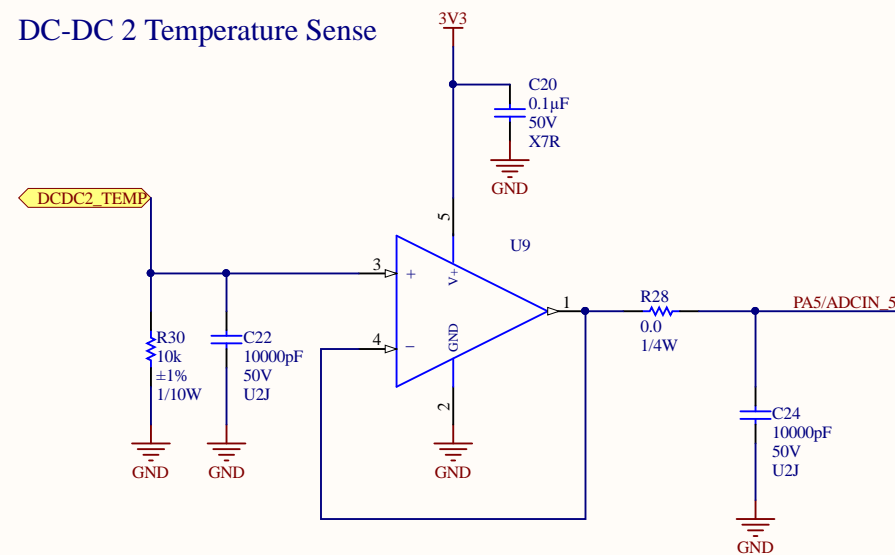 DC-DC 2 Temperature Sense
3V3
C20
0.1µF
50V
X7R
GND
DCDC2_TEMP
5
U9
3
+
V+
1
R28
0.0
1/4W
PA5/ADCIN_5
4
−
GND
2
R30
10k
±1%
1/10W
C22
10000pF
50V
U2J
C24
10000pF
50V
U2J
GND
GND
GND
GND